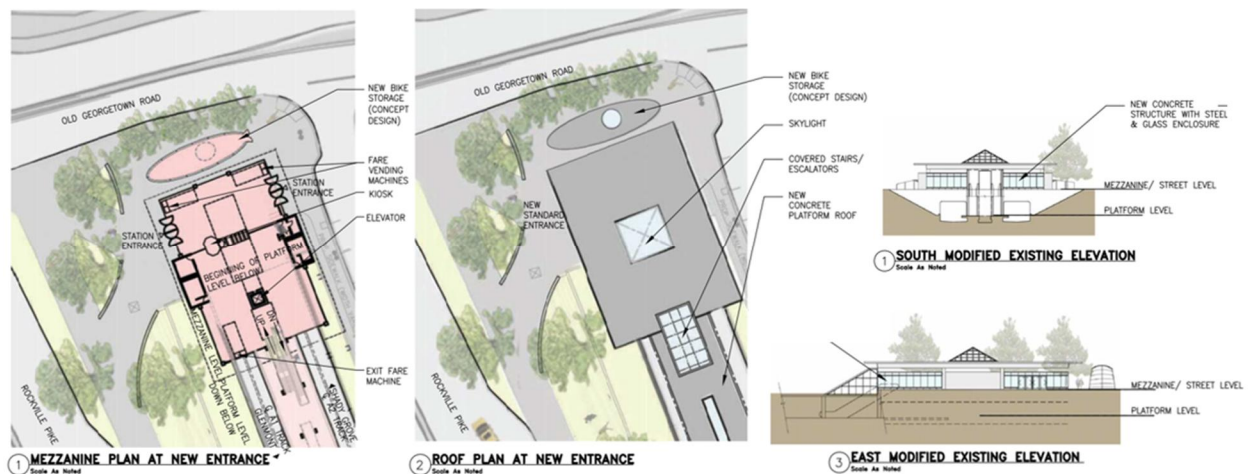 OLD GEORGETOWN ROAD
NEW BIKE
STORAGE
(CONCEPT
DESIGN)
FARE
VENDING
MACHINES
STATION
ENTRANCE
KIOSK
ELEVATOR
STATION
ENTRANCE
BEGINNING OF PLATFORM
LEVEL BELOW
UP
DN
MEZZANINE LEVEL
PLATFORM LEVEL
DOWN BELOW
EXIT FARE
MACHINE
ROCKVILLE PIKE
GLENMONT
SHADY GROVE
1 MEZZANINE PLAN AT NEW ENTRANCE
Scale As Noted
OLD GEORGETOWN ROAD
NEW BIKE
STORAGE
(CONCEPT DESIGN)
SKYLIGHT
COVERED STAIRS/
ESCALATORS
NEW
STANDARD
ENTRANCE
NEW
CONCRETE
PLATFORM ROOF
ROCKVILLE PIKE
2 ROOF PLAN AT NEW ENTRANCE
Scale As Noted
NEW CONCRETE
STRUCTURE WITH STEEL
& GLASS ENCLOSURE
MEZZANINE/ STREET LEVEL
PLATFORM LEVEL
1 SOUTH MODIFIED EXISTING ELEVATION
Scale As Noted
MEZZANINE/ STREET LEVEL
PLATFORM LEVEL
3 EAST MODIFIED EXISTING ELEVATION
Scale As Noted